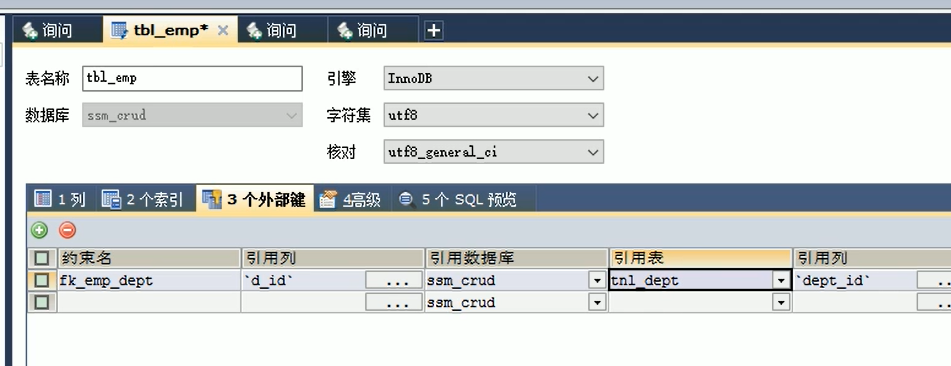 询问 tbl_emp* 询问 询问
表名称 tbl_emp 引擎 InnoDB
数据库 ssm_crud 字符集 utf8
核对 utf8_general_ci
1 列 2 个索引 3 个外部键 4高级 5 个 SQL 预览
约束名 引用列 引用数据库 引用表 引用列
fk_emp_dept `d_id` ... ssm_crud tnl_dept `dept_id` ..
... ssm_crud ..